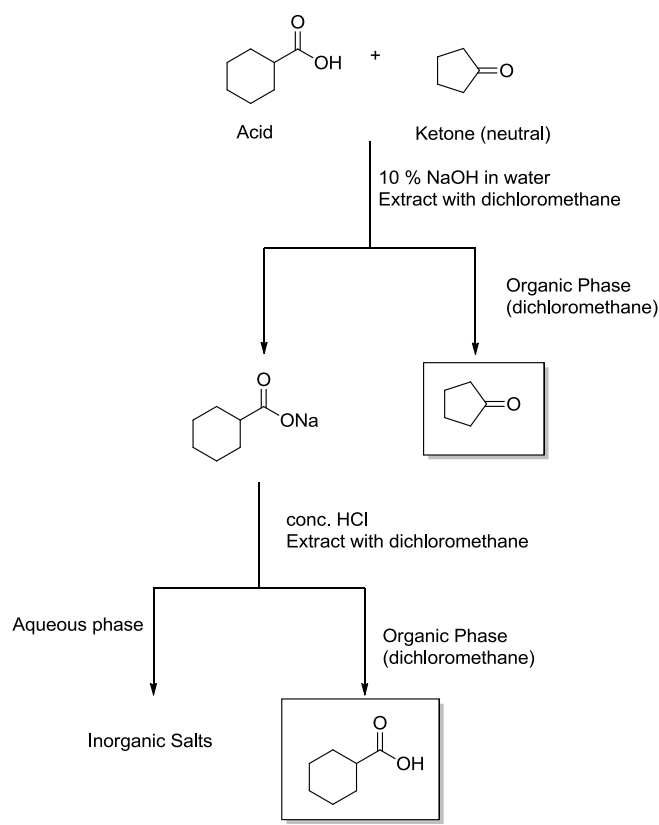 O
OH
+
O
Acid
Ketone (neutral)
10 % NaOH in water
Extract with dichloromethane
Organic Phase
(dichloromethane)
O
ONa
O
conc. HCl
Extract with dichloromethane
Aqueous phase
Organic Phase
(dichloromethane)
Inorganic Salts
O
OH